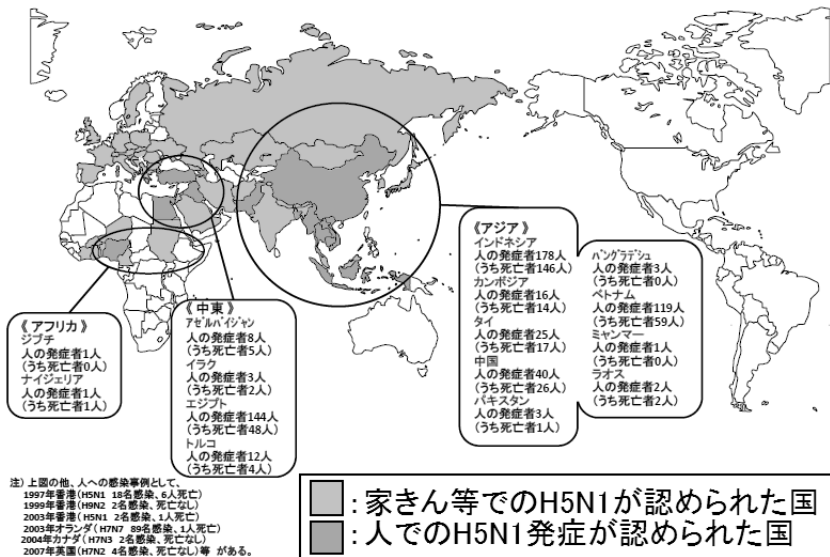 《アフリカ》
ジブチ
人の発症者1人
(うち死亡者0人)
ナイジェリア
人の発症者1人
(うち死亡者1人)
《中東》
アゼルバイジャン
人の発症者8人
(うち死亡者5人)
イラク
人の発症者3人
(うち死亡者2人)
エジプト
人の発症者144人
(うち死亡者48人)
トルコ
人の発症者12人
(うち死亡者4人)
《アジア》
インドネシア
人の発症者178人
(うち死亡者146人)
カンボジア
人の発症者16人
(うち死亡者14人)
タイ
人の発症者25人
(うち死亡者17人)
中国
人の発症者40人
(うち死亡者26人)
パキスタン
人の発症者3人
(うち死亡者1人)
バングラデシュ
人の発症者3人
(うち死亡者0人)
ベトナム
人の発症者119人
(うち死亡者59人)
ミャンマー
人の発症者1人
(うち死亡者0人)
ラオス
人の発症者2人
(うち死亡者2人)
注)上図の他、人への感染事例として、
1997年香港(H5N1 18名感染、6人死亡)
1999年香港(H9N2 2名感染、死亡なし)
2003年香港(H5N1 2名感染、1人死亡)
2003年オランダ(H7N7 89名感染、1人死亡)
2004年カナダ(H7N3 2名感染、死亡なし)
2007年英国(H7N2 4名感染、死亡なし)等 がある。
:家きん等でのH5N1が認められた国
:人でのH5N1発症が認められた国